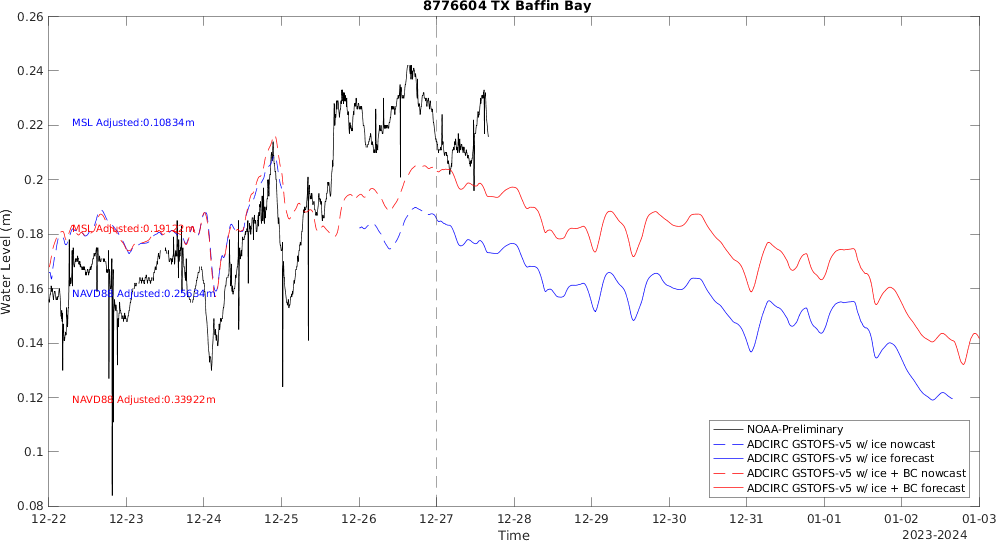 8776604 TX Baffin Bay
0.26
0.24
0.22
0.2
0.18
0.16
0.14
0.12
0.1
0.08
Water Level (m)
MSL Adjusted:0.10834m
MSL Adjusted:0.19122m
NAVD88 Adjusted:0.25634m
NAVD88 Adjusted:0.33922m
NOAA-Preliminary
ADCIRC GSTOFS-v5 w/ ice nowcast
ADCIRC GSTOFS-v5 w/ ice forecast
ADCIRC GSTOFS-v5 w/ ice + BC nowcast
ADCIRC GSTOFS-v5 w/ ice + BC forecast
12-22 12-23 12-24 12-25 12-26 12-27 12-28 12-29 12-30 12-31 01-01 01-02 01-03
Time
2023-2024